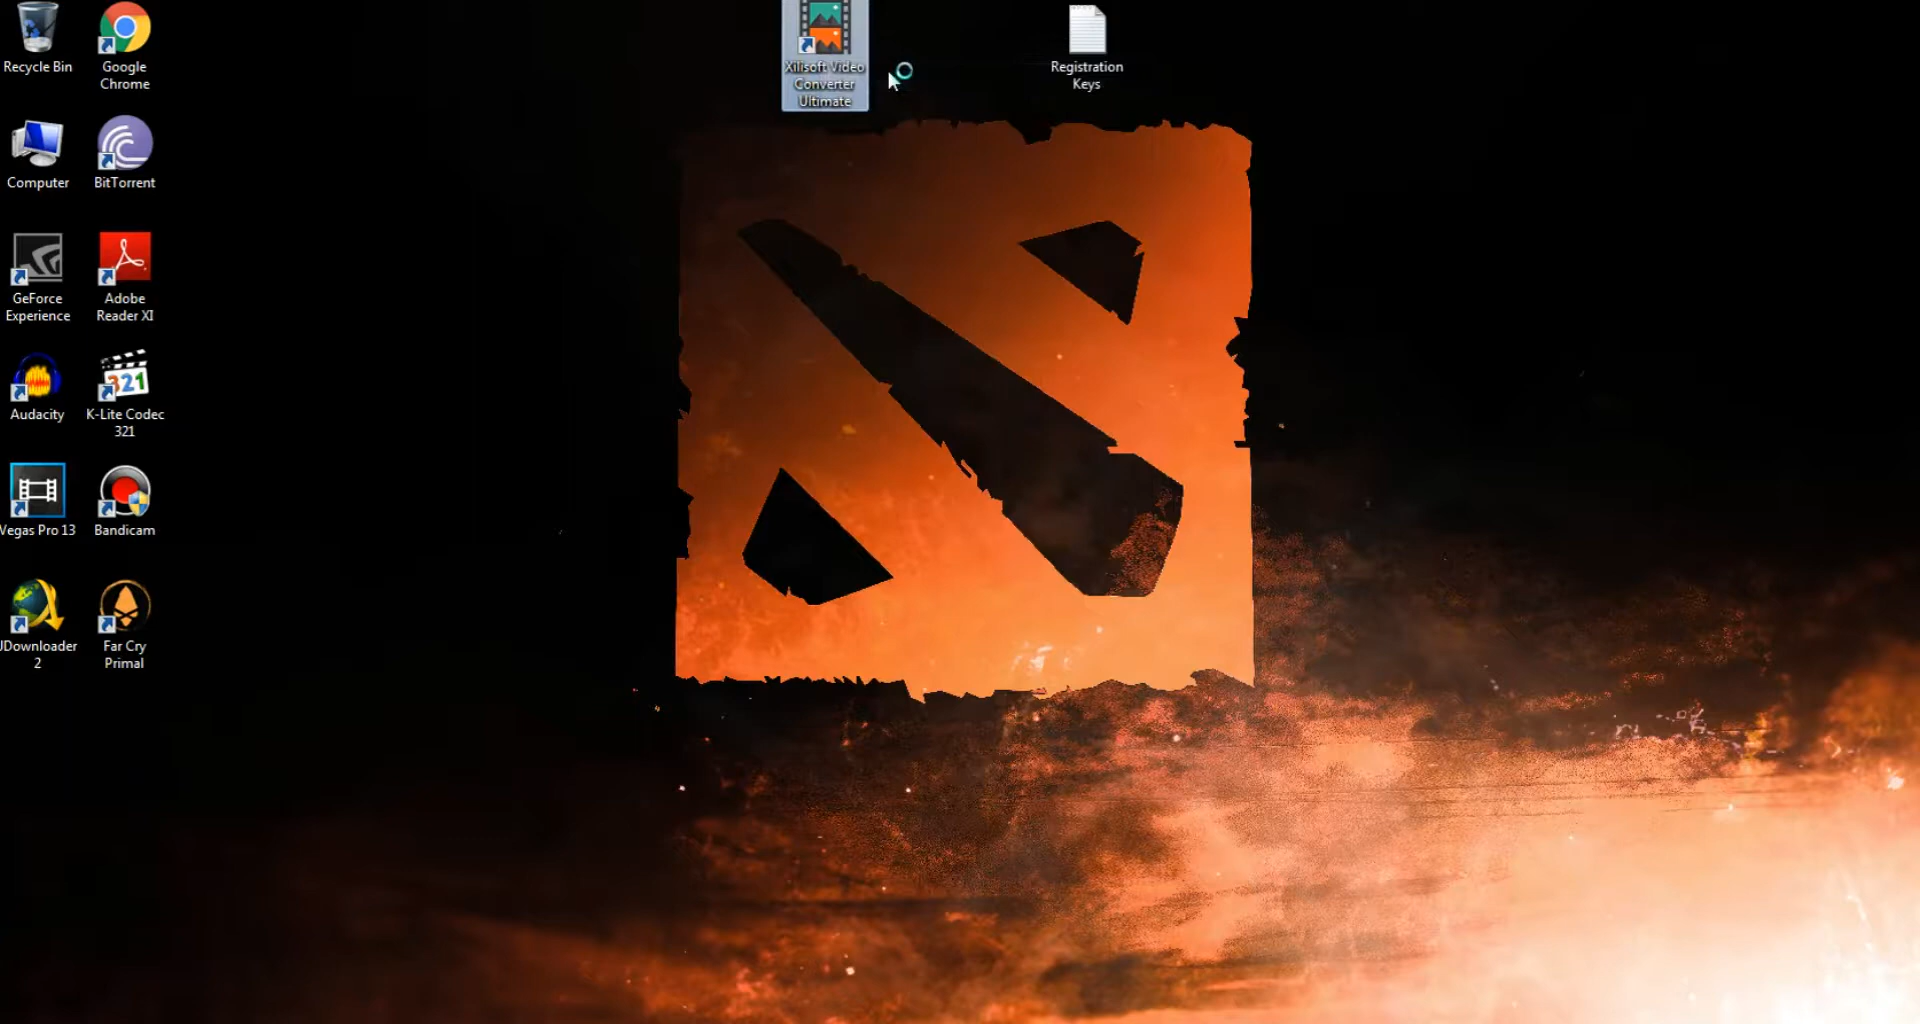 Recycle Bin
Google
Chrome
Xilisoft Video
Converter
Ultimate
Registration
Keys
Computer
BitTorrent
GeForce
Experience
Adobe
Reader XI
Audacity
K-Lite Codec
321
321
Vegas Pro 13
Bandicam
JDownloader
2
Far Cry
Primal